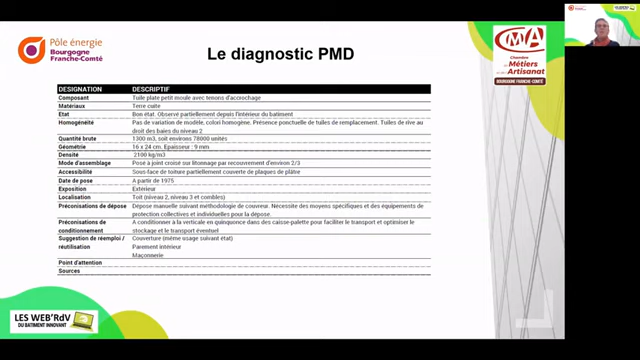 Pôle énergie
Bourgogne
Franche-Comté
Le diagnostic PMD
CMA
Chambre
de Métiers
et de l'Artisanat
BOURGOGNE FRANCHE-COMTÉ
DESIGNATION DESCRIPTIF
Composant Tuile plate petit moule avec tenons d'accrochage
Matériaux Terre cuite
Etat Bon état. Observé partiellement depuis l'intérieur du batiment
Homogénéité Pas de variation de modèle, colori homogène. Présence ponctuelle de tuiles de remplacement. Tuiles de rive au
droit des baies du niveau 2
Quantité brute 1300 m3, soit environs 78000 unités
Géométrie 16 x 24 cm. Epaisseur : 9 mm
Densité 2100 kg/m3
Mode d'assemblage Pose à joint croisé sur litonnage par recouvrement d'environ 2/3
Accessibilité Sous-face de toiture partiellement couverte de plaques de plâtre
Date de pose A partir de 1975
Exposition Extérieur
Localisation Toit (niveau 2, niveau 3 et combles)
Préconisations de dépose Dépose manuelle suivant méthodologie de couvreur. Nécessite des moyens spécifiques et des équipements de
protection collectives et individuelles pour la dépose.
Préconisations de A conditionner à la verticale en quinquonce dans des caisse-palette pour faciliter le transport et optimiser le
conditionnement stockage et le transport éventuel
Suggestion de réemploi / Couverture (même usage suivant état)
réutilisation Parement intérieur
Maçonnerie
Point d'attention
Sources
LES WEB'RdV
DU BATIMENT INNOVANT